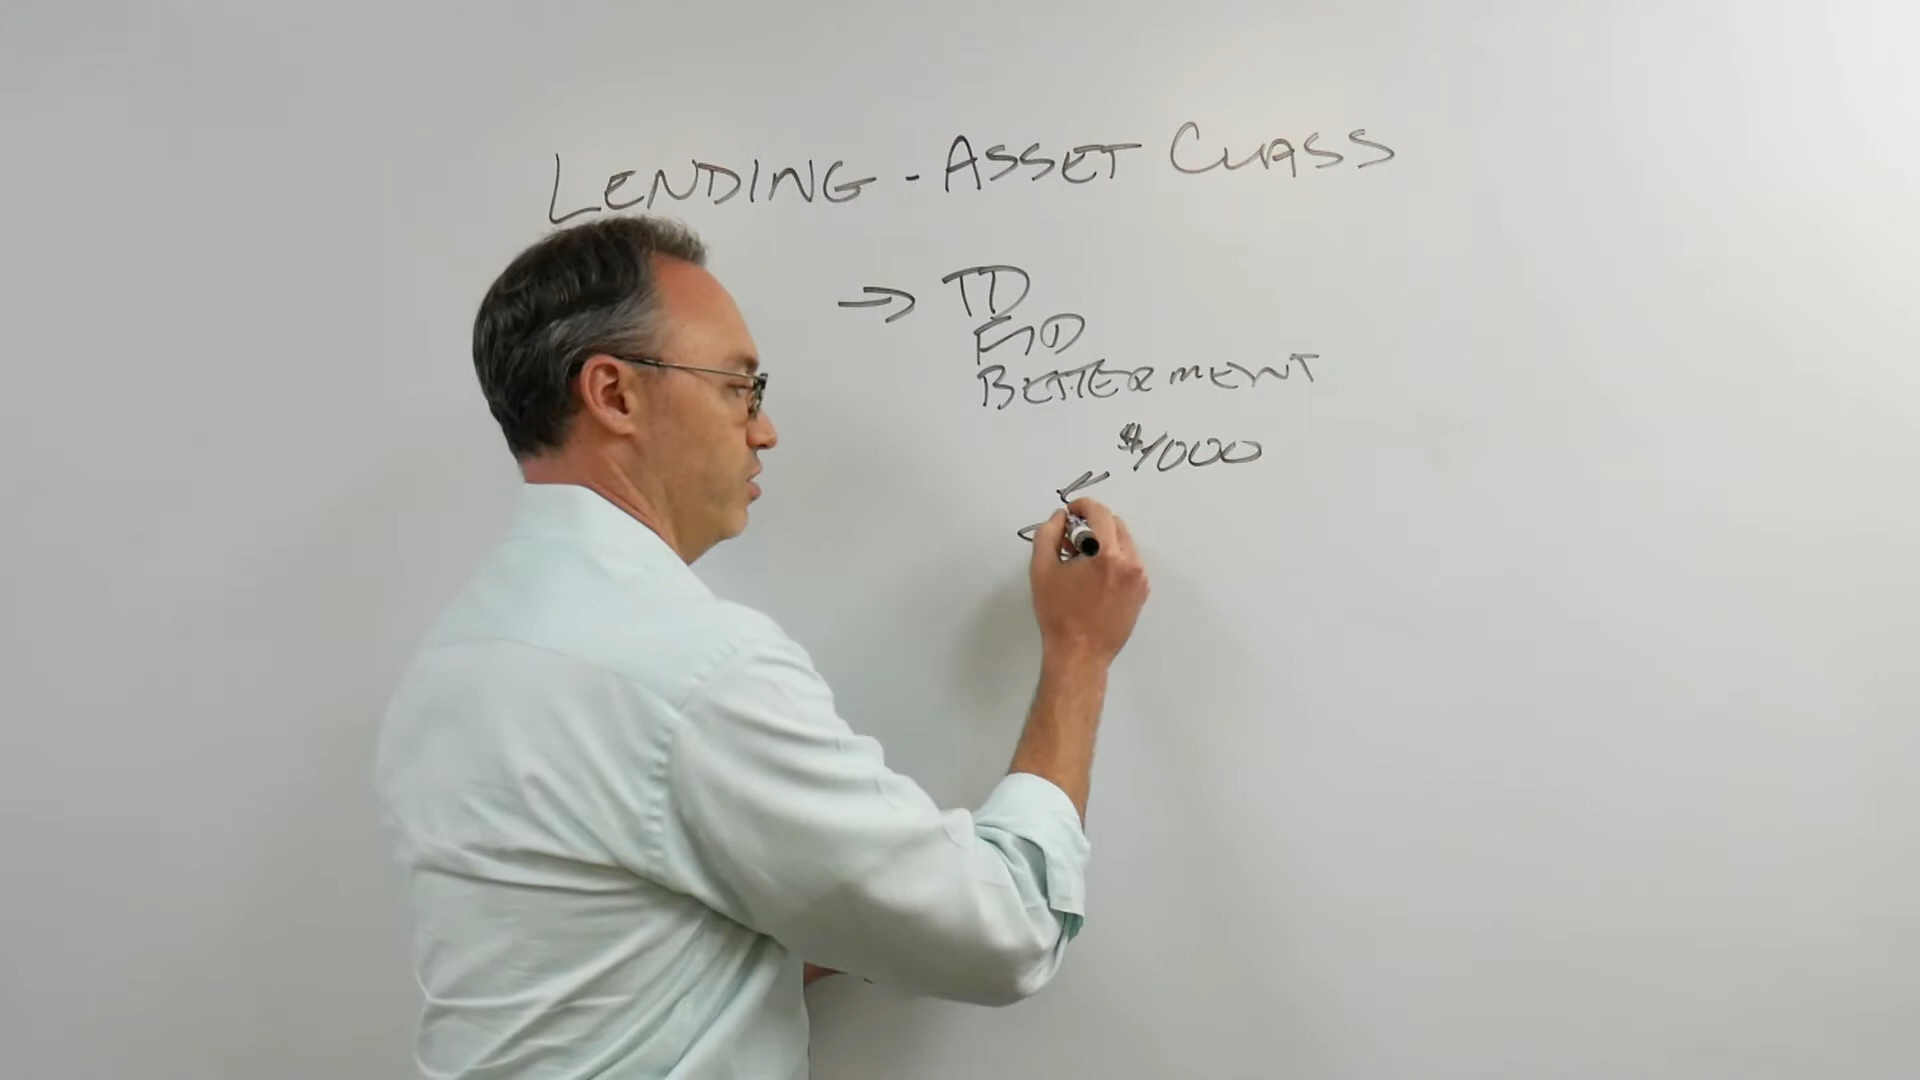 LENDING - ASSET CLASS
→ TD
FID
BETTERMENT
$1000